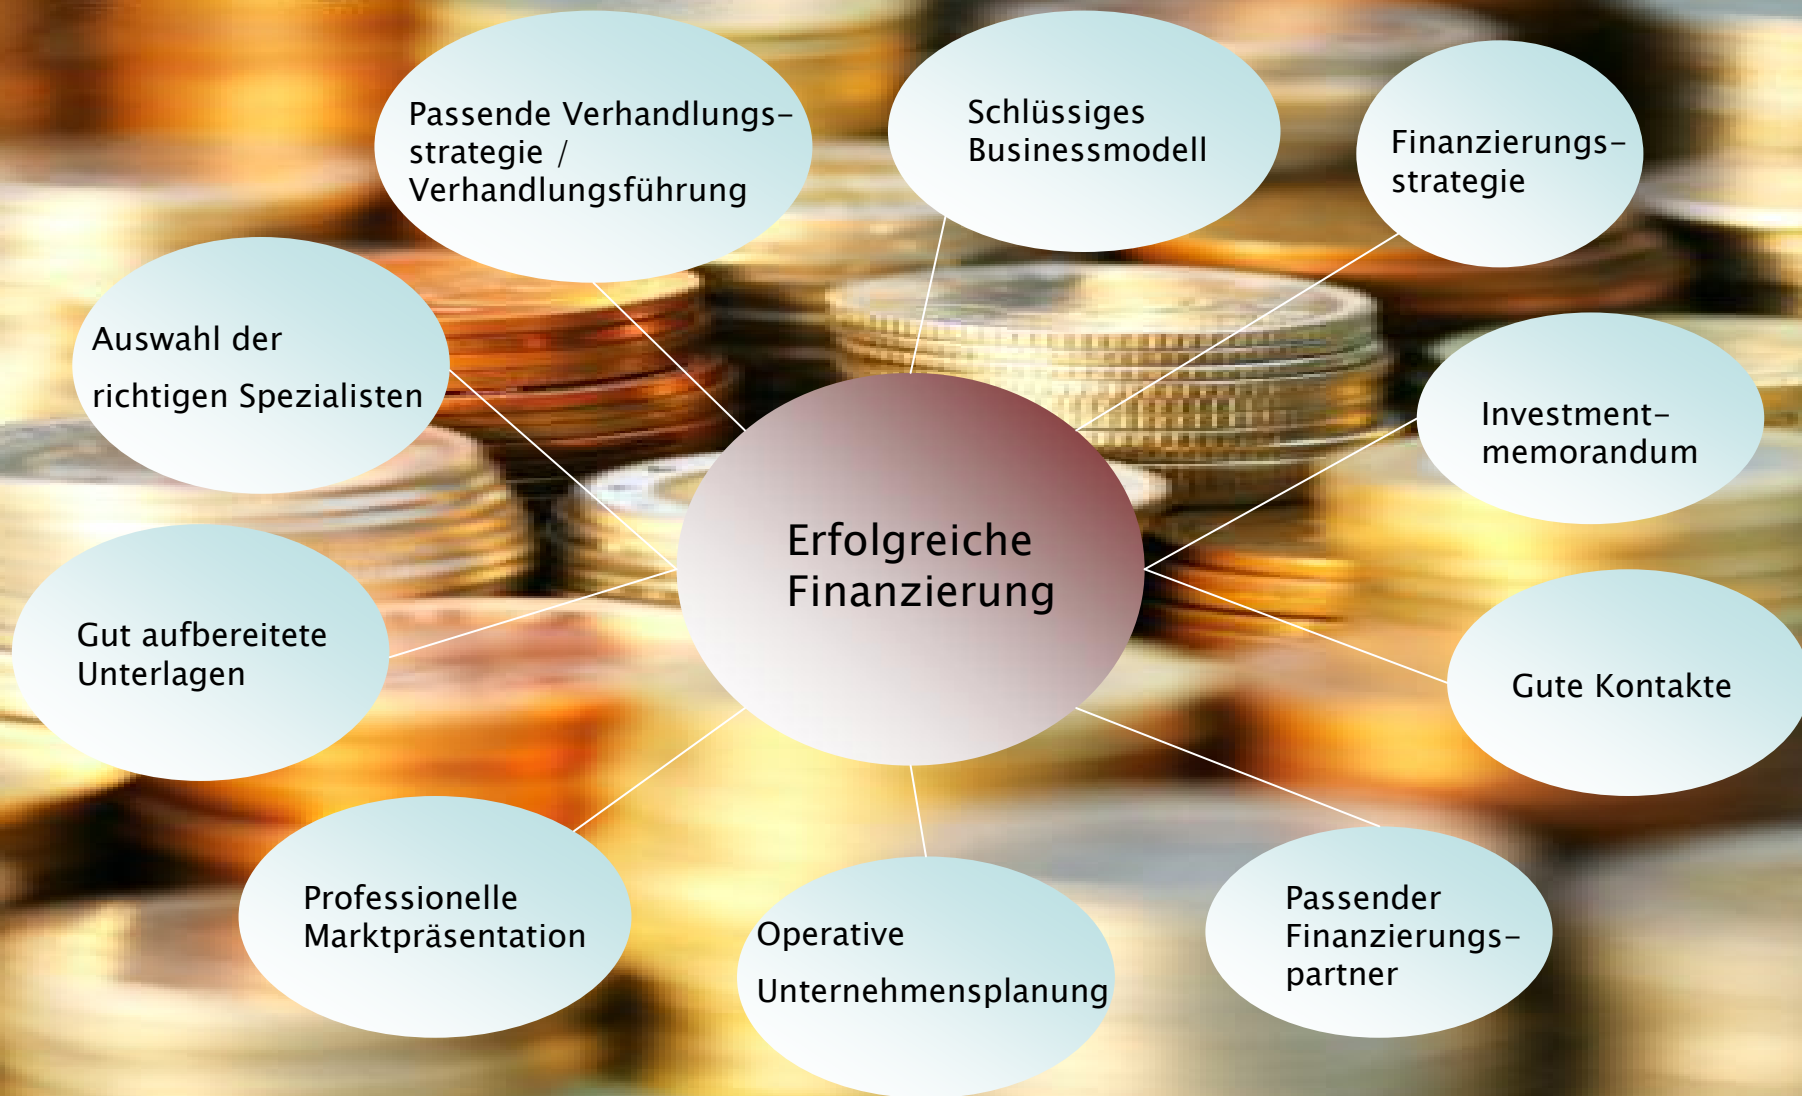 Passende Verhandlungs-
strategie /
Verhandlungsführung
Schlüssiges
Businessmodell
Finanzierungs-
strategie
Auswahl der
richtigen Spezialisten
Investment-
memorandum
Erfolgreiche
Finanzierung
Gut aufbereitete
Unterlagen
Gute Kontakte
Professionelle
Marktpräsentation
Operative
Unternehmensplanung
Passender
Finanzierungs-
partner